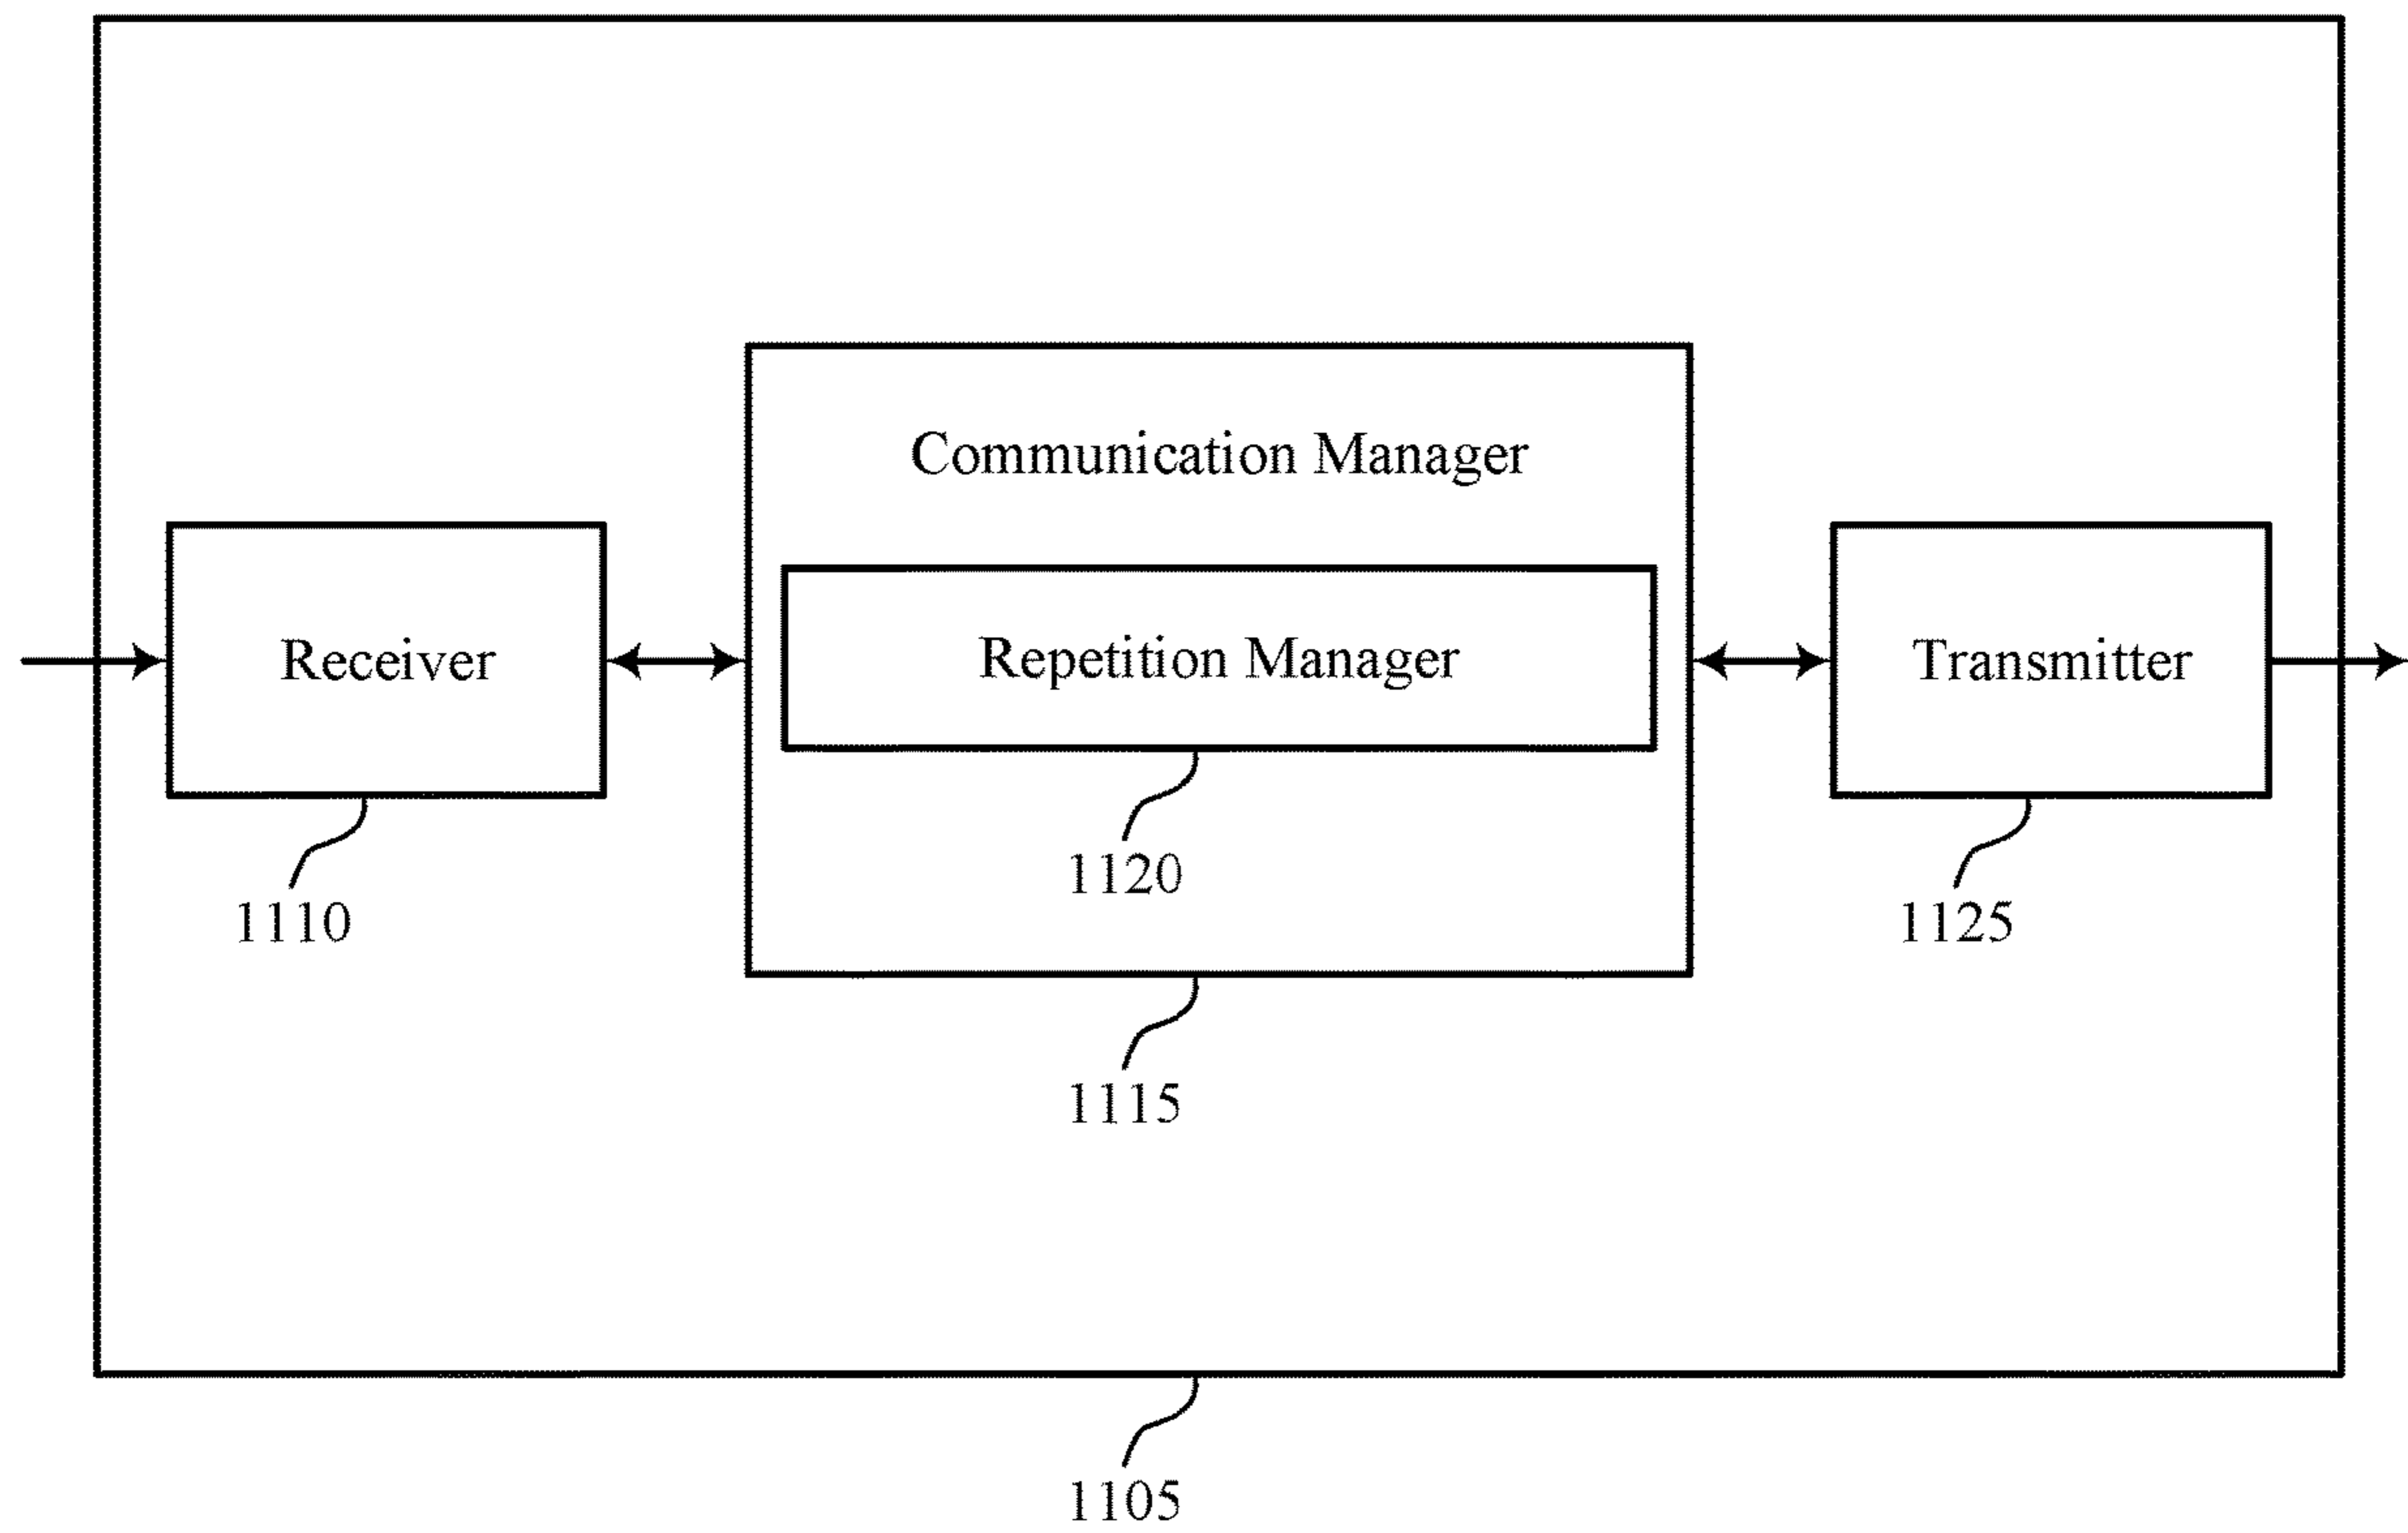 Communication Manager
Receiver
Repetition Manager
Transmitter
1120
1110
1125
1115
1105